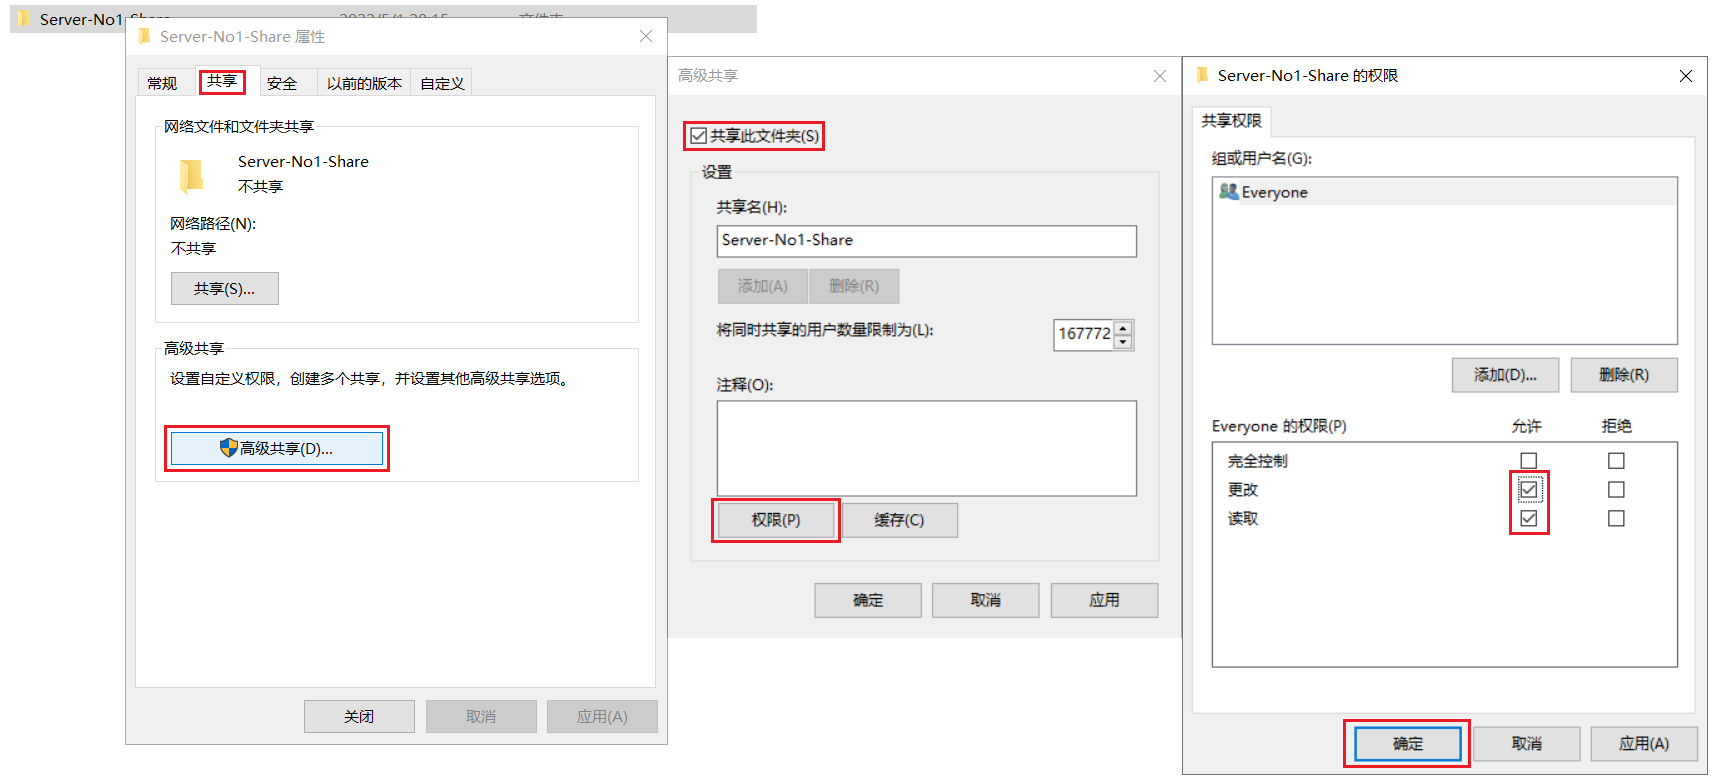 Server-No1-Share
Server-No1-Share 属性
常规
共享
安全
以前的版本
自定义
网络文件和文件夹共享
Server-No1-Share
不共享
网络路径(N):
不共享
共享(S)...
高级共享
设置自定义权限，创建多个共享，并设置其他高级共享选项。
高级共享(D)...
关闭
取消
应用(A)
高级共享
共享此文件夹(S)
设置
共享名(H):
Server-No1-Share
添加(A)
删除(R)
将同时共享的用户数量限制为(L):
167772
注释(O):
权限(P)
缓存(C)
确定
取消
应用
Server-No1-Share 的权限
共享权限
组或用户名(G):
Everyone
添加(D)...
删除(R)
Everyone 的权限(P)
允许
拒绝
完全控制
更改
读取
确定
取消
应用(A)